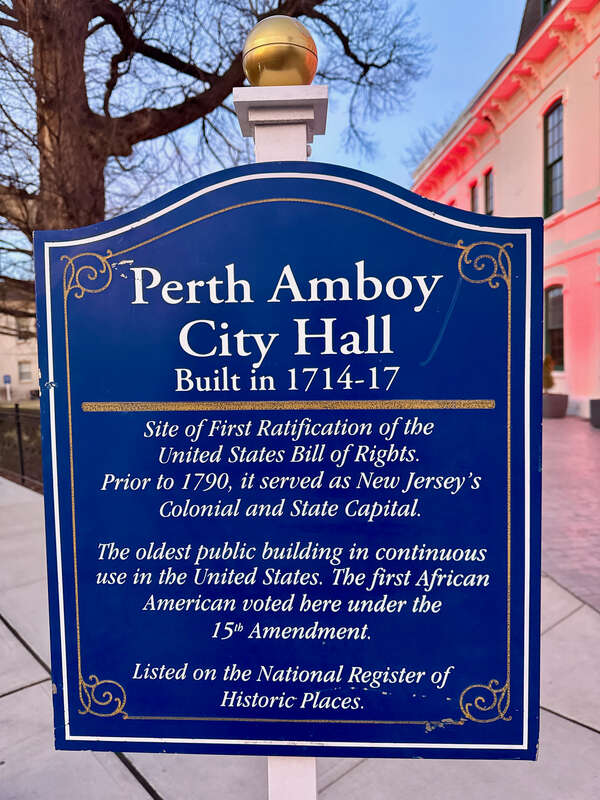 Perth Amboy
City Hall
Built in 1714-17
Site of First Ratification of the
United States Bill of Rights.
Prior to 1790, it served as New Jersey's
Colonial and State Capital.
The oldest public building in continuous
use in the United States. The first African
American voted here under the
15th Amendment.
Listed on the National Register of
Historic Places.